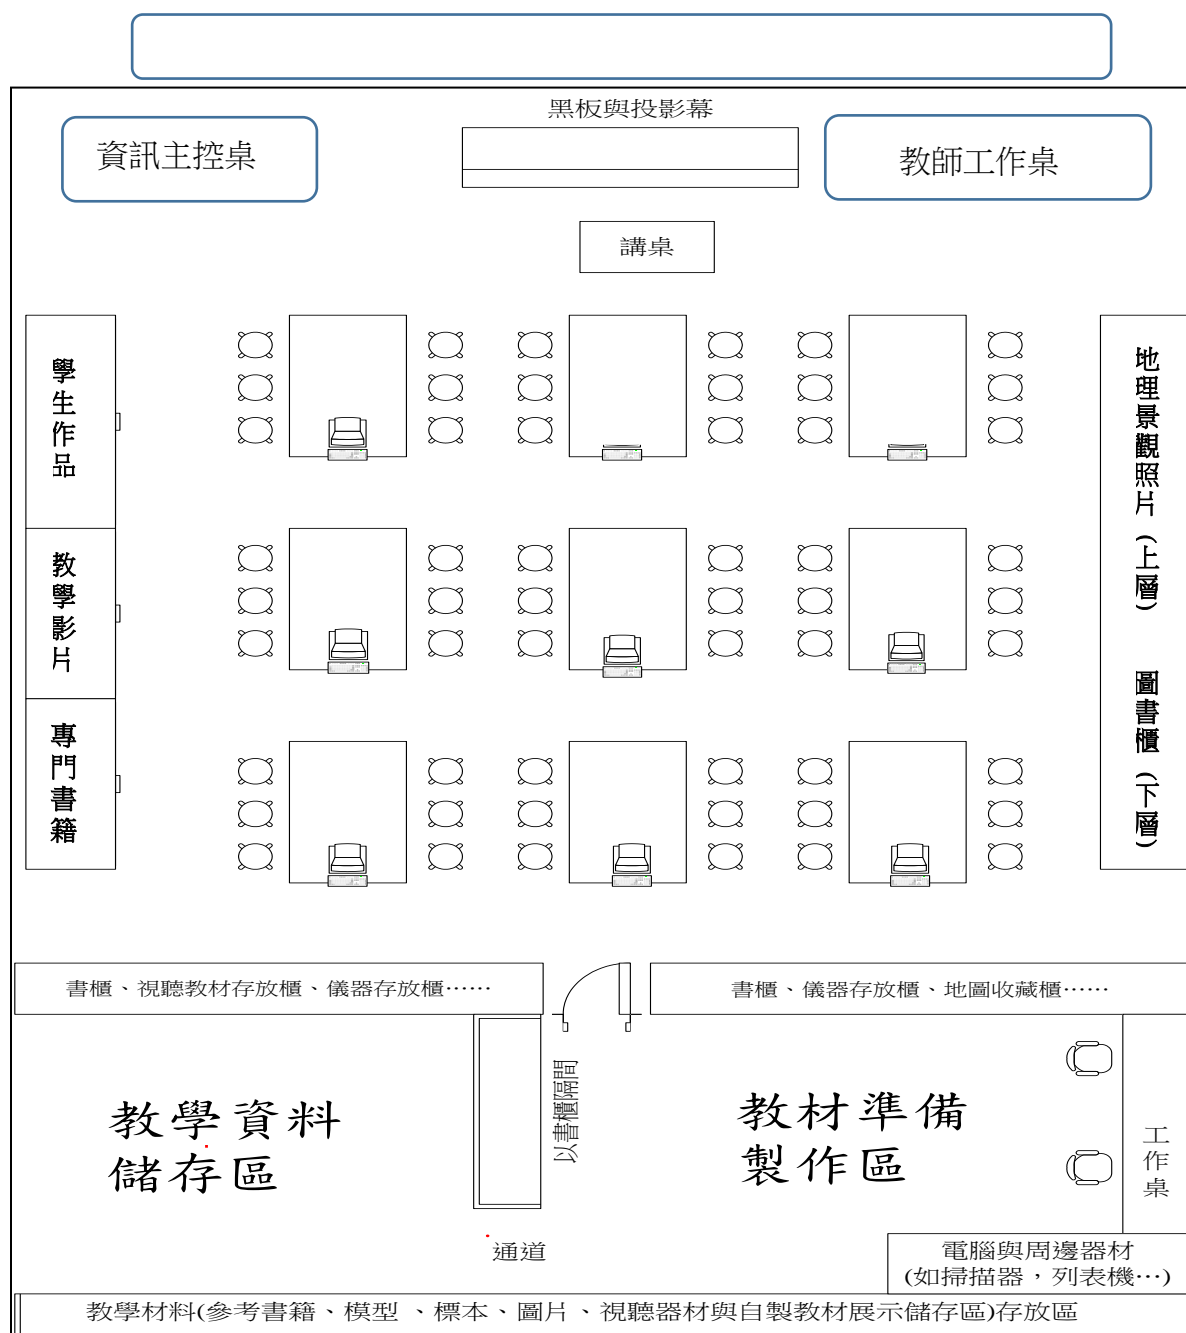 黑板與投影幕
資訊主控桌
教師工作桌
講桌
學生作品
教學影片
專門書籍
地理景觀照片（上層）　圖書櫃（下層）
書櫃、視聽教材存放櫃、儀器存放櫃……
書櫃、儀器存放櫃、地圖收藏櫃……
以書櫃隔間
教學資料
儲存區
教材準備
製作區
工作桌
通道
電腦與周邊器材
(如掃描器，列表機…)
教學材料(參考書籍、模型 、標本、圖片、視聽器材與自製教材展示儲存區)存放區